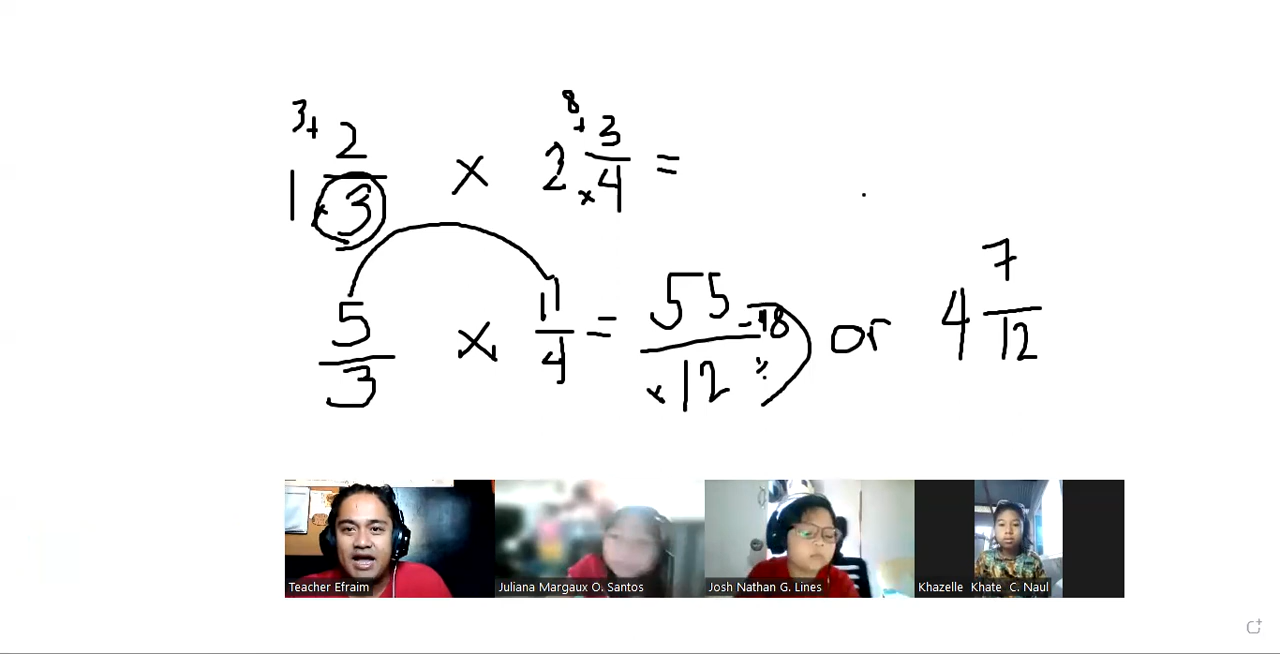 3+ 8+
1 2/3 x 2 3/4 =
5/3 x 11/4 = 55/12 -48 or 4 7/12
Teacher Efraim
Juliana Margaux O. Santos
Josh Nathan G. Lines
Khazelle Khate C. Naul